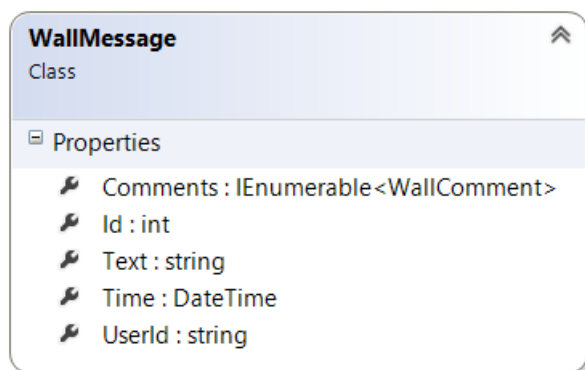 WallMessage
Class
Properties
Comments : IEnumerable<WallComment>
Id : int
Text : string
Time : DateTime
UserId : string